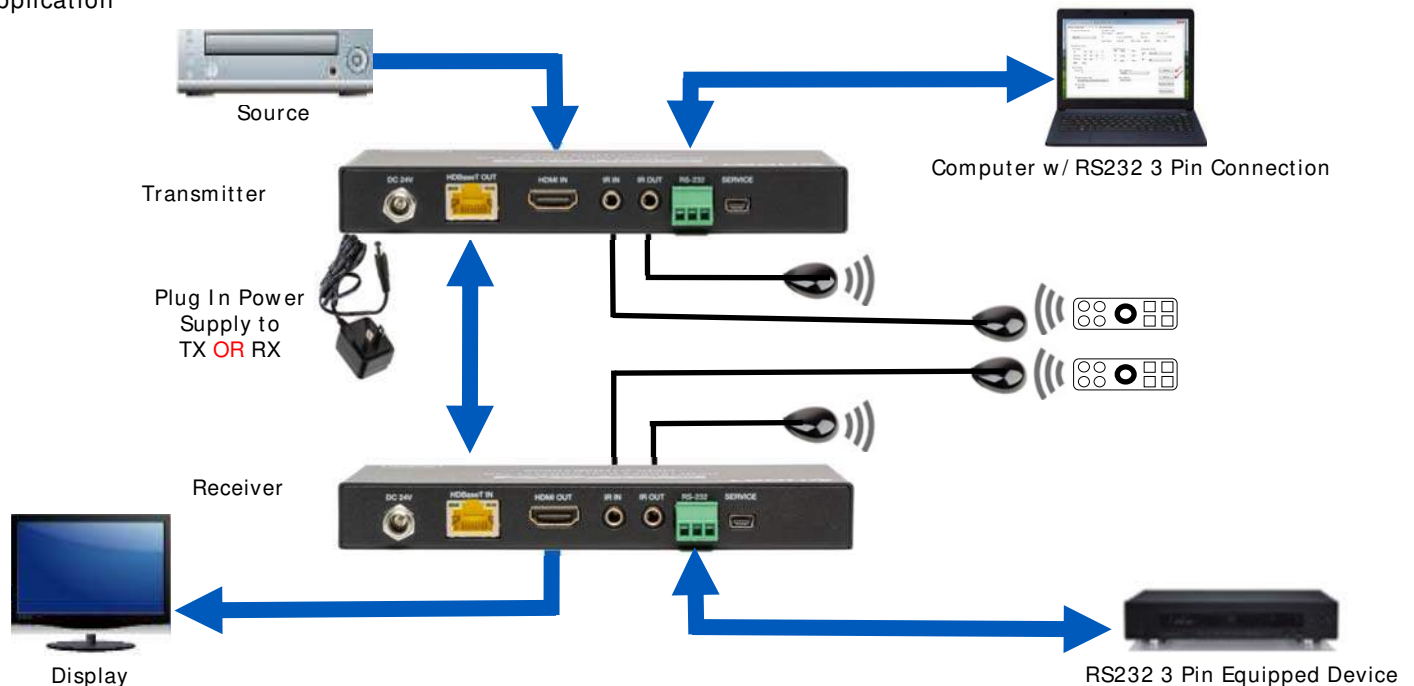 pplication
Source
Computer w/ RS232 3 Pin Connection
Transmitter
DC 24V
HDBaseT OUT
HDMI IN
IR IN
IR OUT
RS-232
SERVICE
Plug In Power
Supply to
TX OR RX
Receiver
DC 24V
HDBaseT IN
HDMI OUT
IR IN
IR OUT
RS-232
SERVICE
Display
RS232 3 Pin Equipped Device